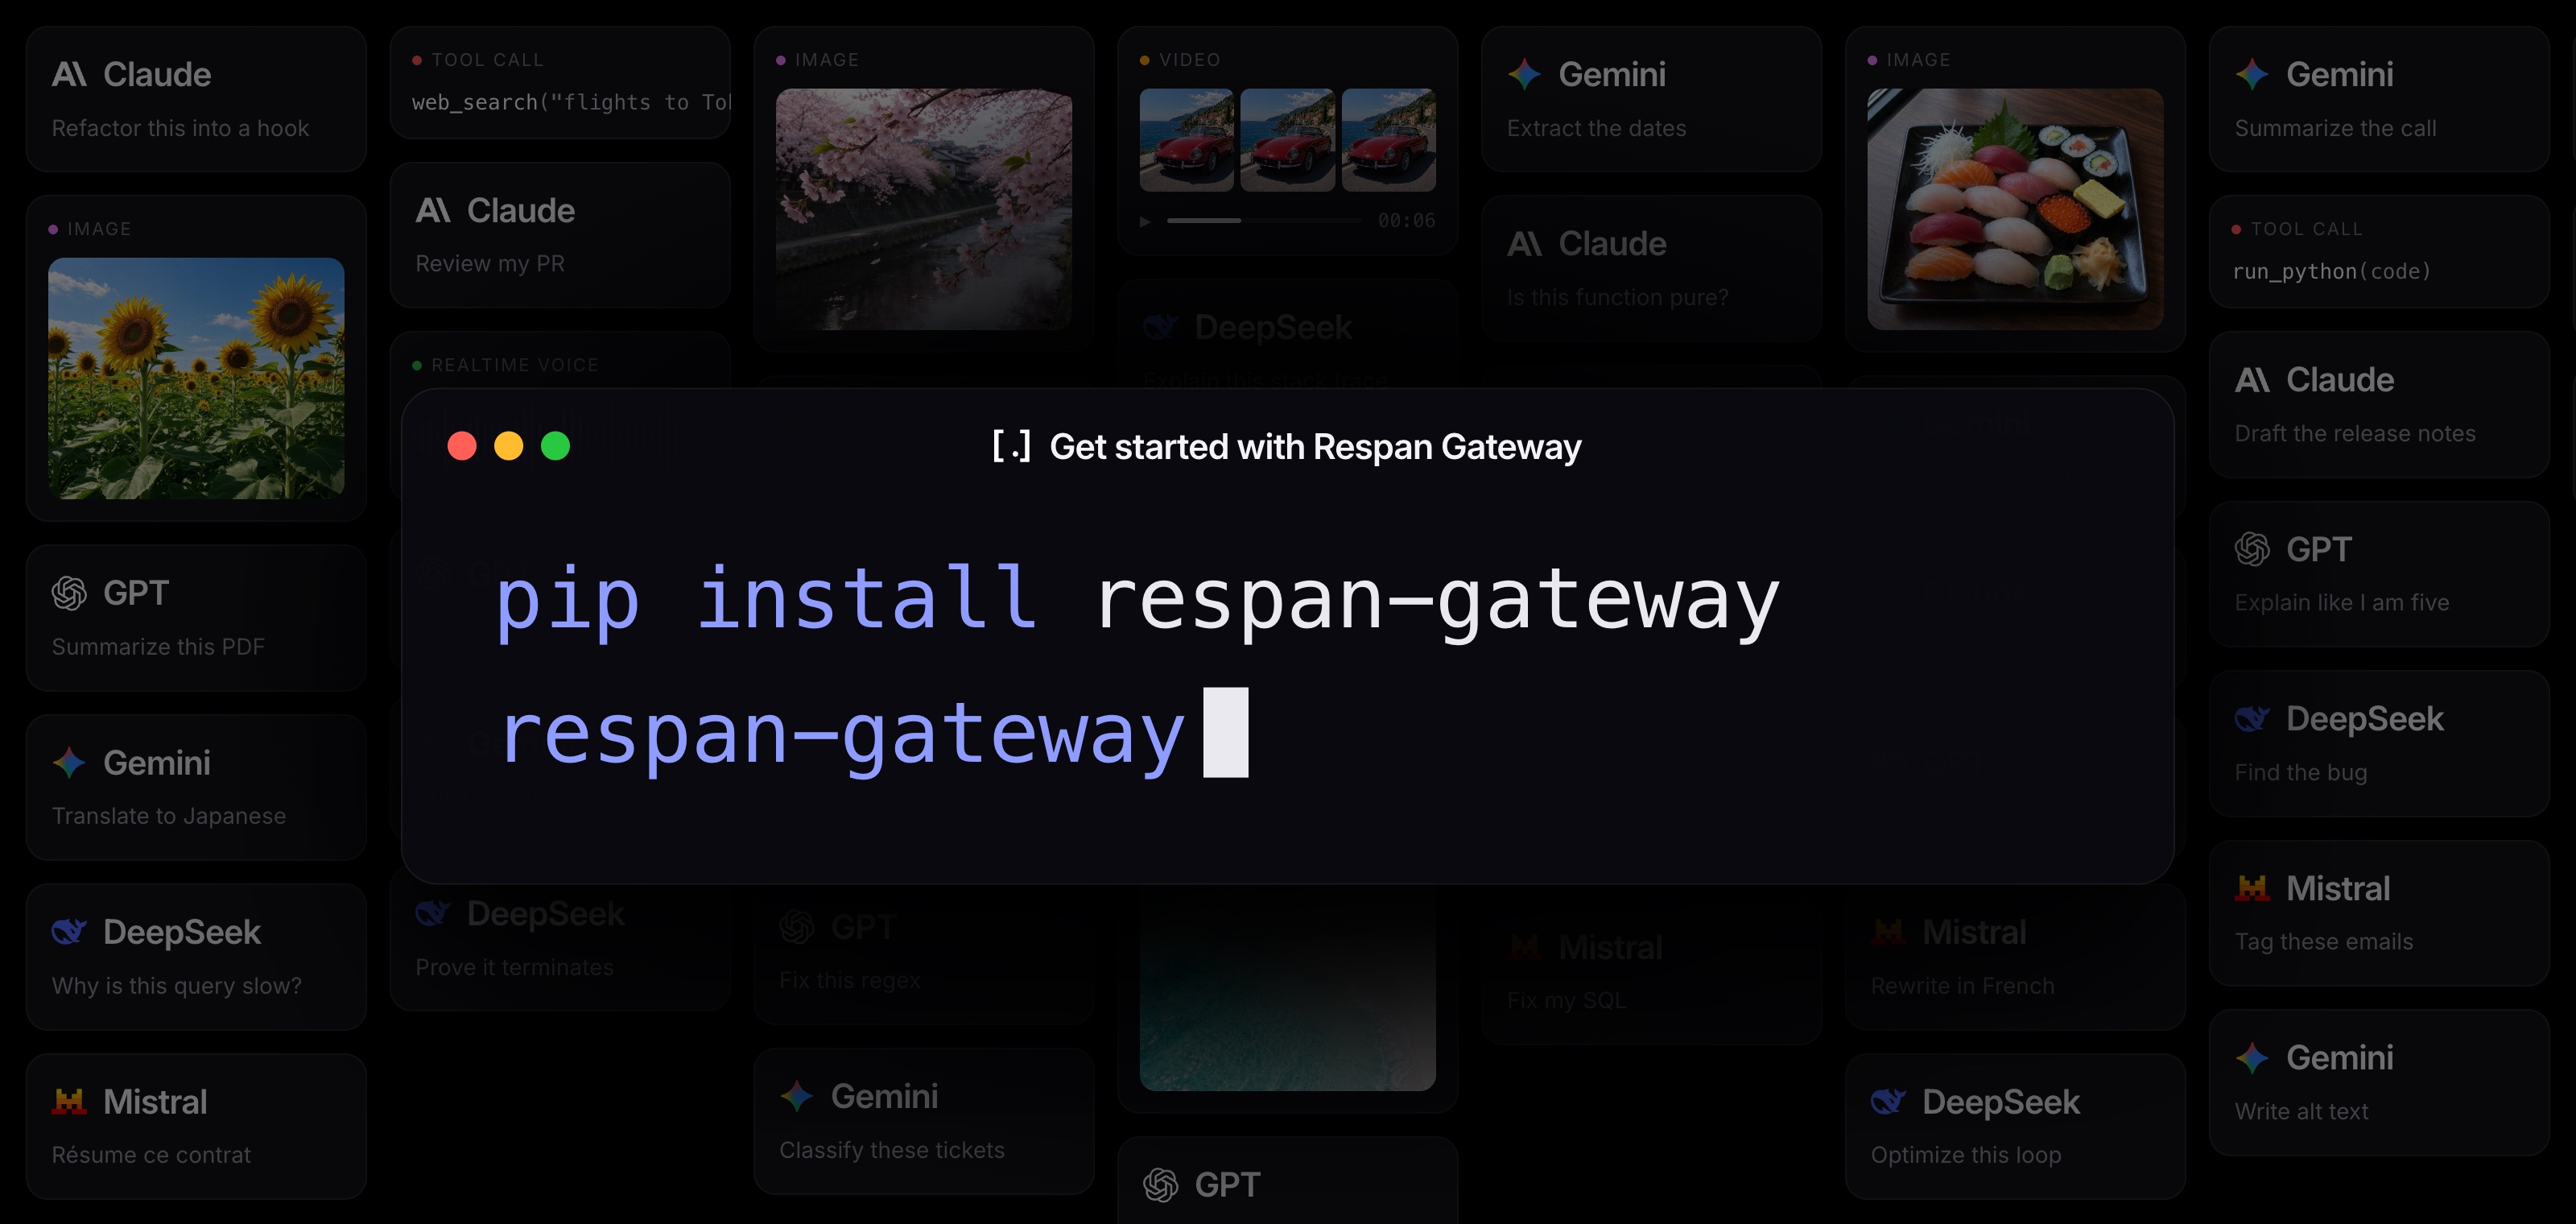 Claude
Refactor this into a hook
IMAGE
GPT
Summarize this PDF
Gemini
Translate to Japanese
DeepSeek
Why is this query slow?
Mistral
Résume ce contrat
TOOL CALL
web_search("flights to To
Claude
Review my PR
REALTIME VOICE
DeepSeek
Prove it terminates
IMAGE
GPT
Fix this regex
Gemini
Classify these tickets
VIDEO
00:06
DeepSeek
Explain this stack trace
GPT
Gemini
Extract the dates
Claude
Is this function pure?
Mistral
Fix my SQL
IMAGE
Mistral
Rewrite in French
DeepSeek
Optimize this loop
Gemini
Summarize the call
TOOL CALL
run_python(code)
Claude
Draft the release notes
GPT
Explain like I am five
DeepSeek
Find the bug
Mistral
Tag these emails
Gemini
Write alt text
[.] Get started with Respan Gateway
pip install respan-gateway
respan-gateway